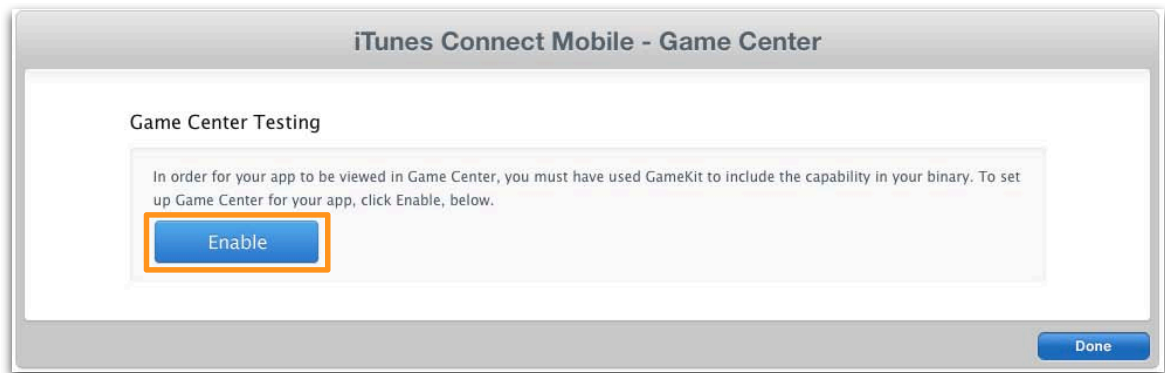 iTunes Connect Mobile - Game Center
Game Center Testing
In order for your app to be viewed in Game Center, you must have used GameKit to include the capability in your binary. To set
up Game Center for your app, click Enable, below.
Enable
Done